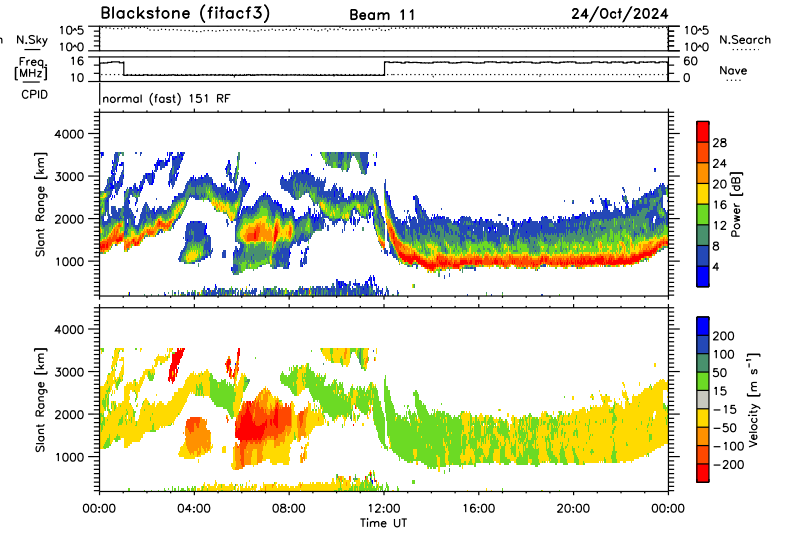 Blackstone (fitacf3) Beam 11 24/Oct/2024
N.Sky 10^5 10^0 10^5 10^0 N.Search
Freq. [MHz] 16 10 60 0 Nave
CPID normal (fast) 151 RF
Slant Range [km]
4000
3000
2000
1000
28
24
20
16
12
8
4
Power [dB]
Slant Range [km]
4000
3000
2000
1000
200
100
50
15
-15
-50
-100
-200
Velocity [m s⁻¹]
00:00 04:00 08:00 12:00 16:00 20:00 00:00
Time UT